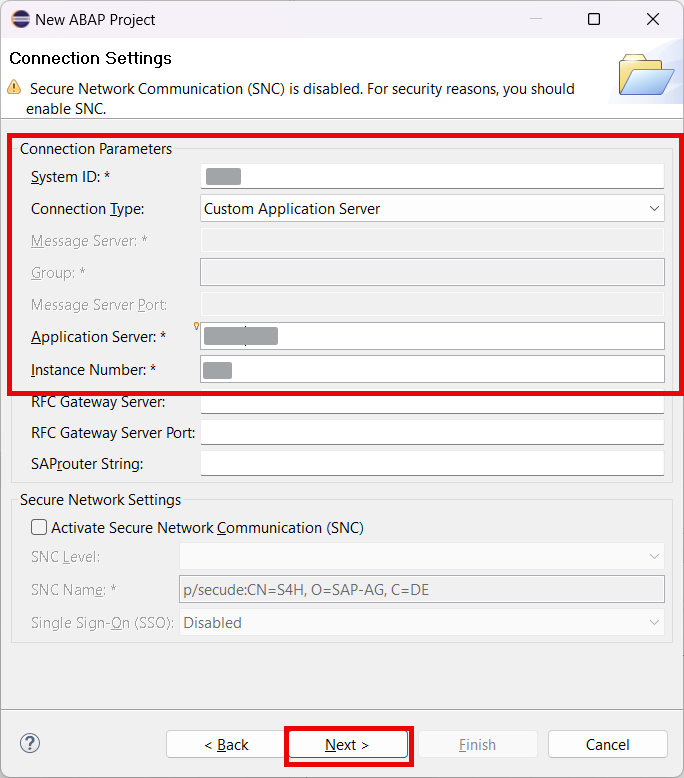 New ABAP Project
Connection Settings
Secure Network Communication (SNC) is disabled. For security reasons, you should
enable SNC.
Connection Parameters
System ID: *
Connection Type: Custom Application Server
Message Server: *
Group: *
Message Server Port:
Application Server: *
Instance Number: *
RFC Gateway Server:
RFC Gateway Server Port:
SAProuter String:
Secure Network Settings
Activate Secure Network Communication (SNC)
SNC Level:
SNC Name: * p/secude:CN=S4H, O=SAP-AG, C=DE
Single Sign-On (SSO): Disabled
? < Back Next > Finish Cancel